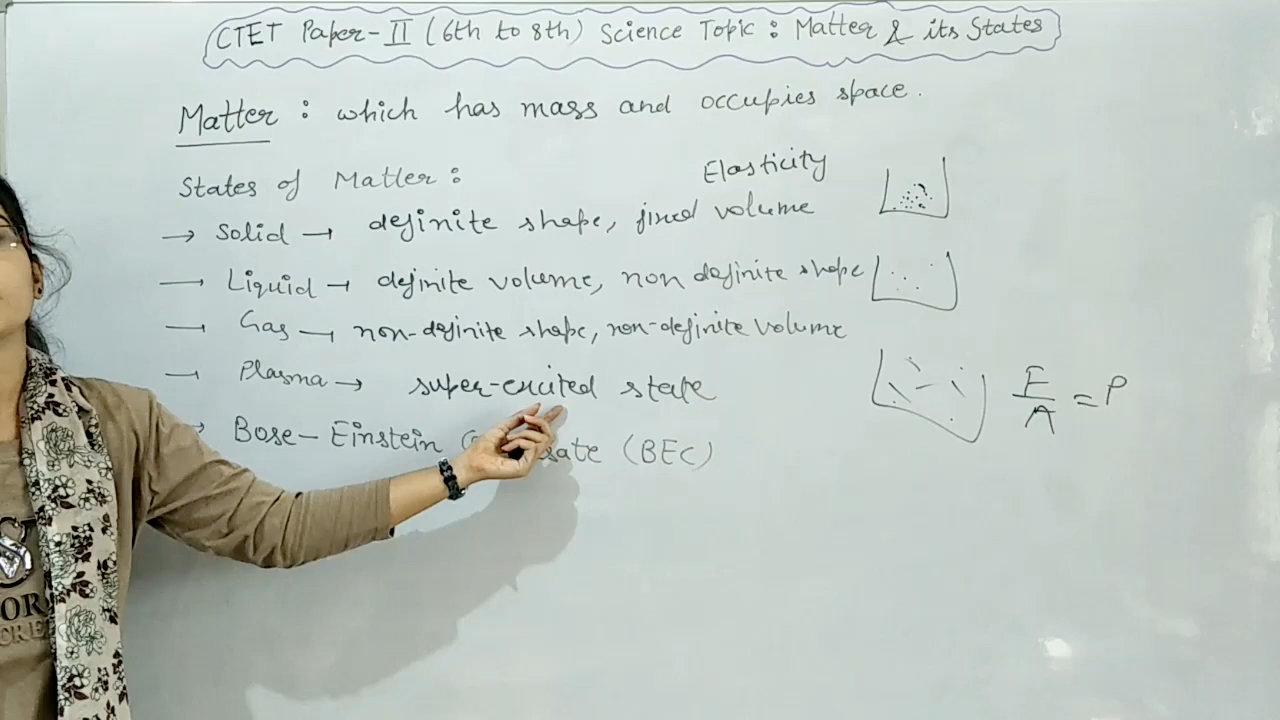 CTET Paper-II (6th to 8th) Science Topic : Matter & its States
Matter : which has mass and occupies space.
States of Matter :
Elasticity
→ Solid → definite shape, fixed volume
— Liquid → definite volume, non definite shape
— Gas → non-definite shape, non-definite volume
— Plasma → super-excited state
F/A = P
→ Bose-Einstein (BEC)